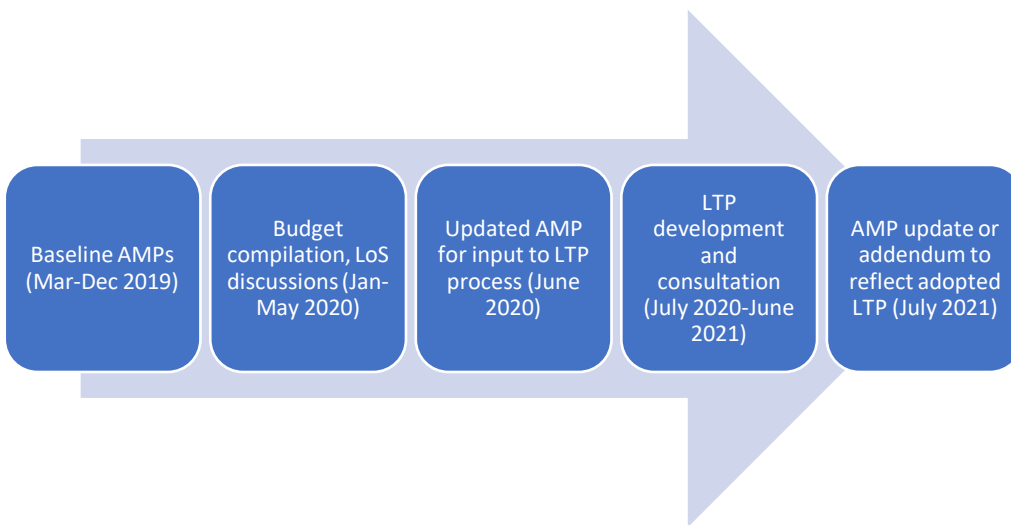 Baseline AMPs
(Mar-Dec 2019)
Budget
compilation, LoS
discussions (Jan-
May 2020)
Updated AMP
for input to LTP
process (June
2020)
LTP
development
and
consultation
(July 2020-June
2021)
AMP update or
addendum to
reflect adopted
LTP (July 2021)